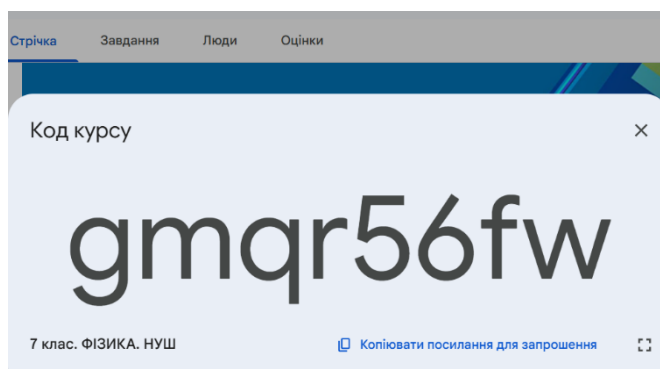 Стрічка Завдання Люди Оцінки
Код курсу
gmqr56fw
7 клас. ФІЗИКА. НУШ Копіювати посилання для запрошення